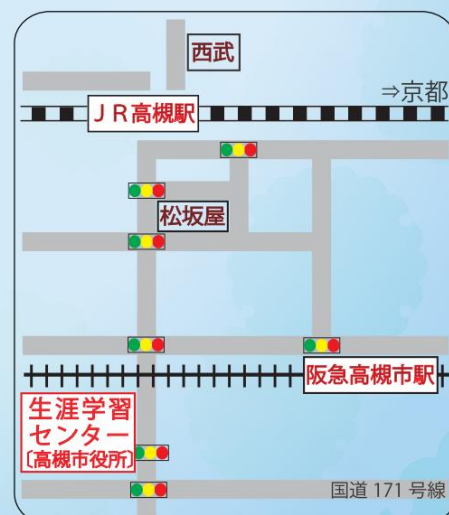 西武
⇒京都
JR高槻駅
松坂屋
阪急高槻市駅
生涯学習
センター
〔高槻市役所〕
国道 171 号線